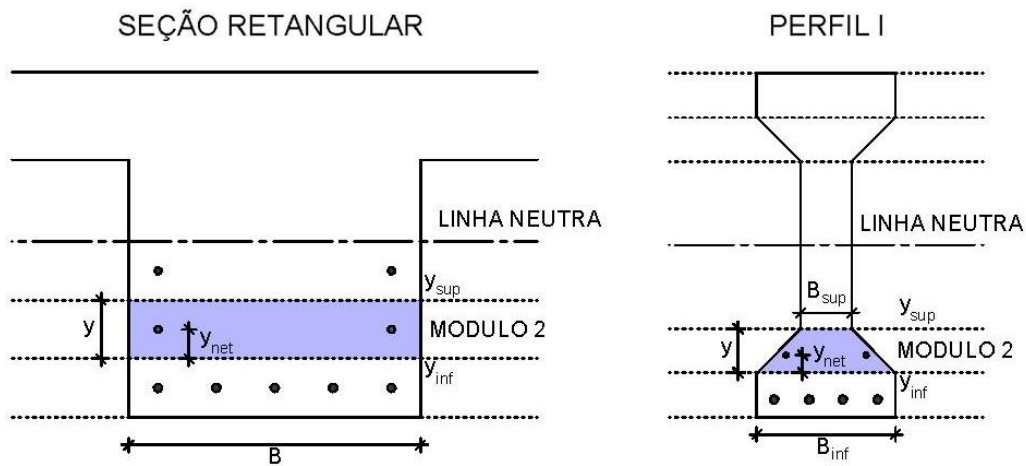 SEÇÃO RETANGULAR
LINHA NEUTRA
y
y_net
y_sup
MODULO 2
y_inf
B
PERFIL I
LINHA NEUTRA
B_sup
y_sup
y
y_net
MODULO 2
y_inf
B_inf